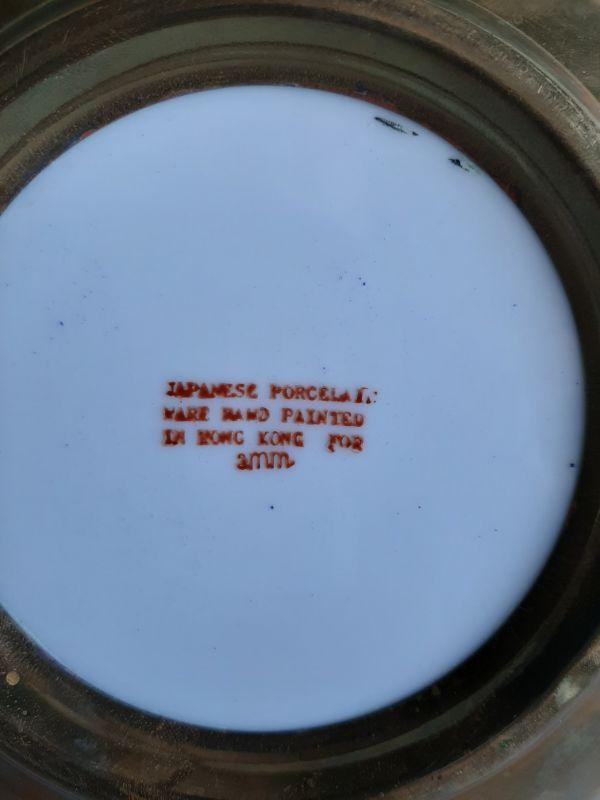 JAPANESE PORCELAIN
WARE HAND PAINTED
IN HONG KONG FOR
amm